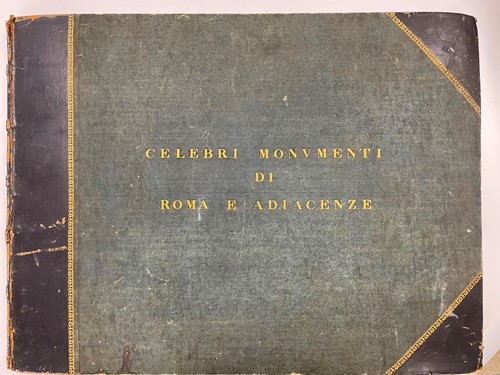 CELEBRI MONVMENTI
DI
ROMA E ADIACENZE